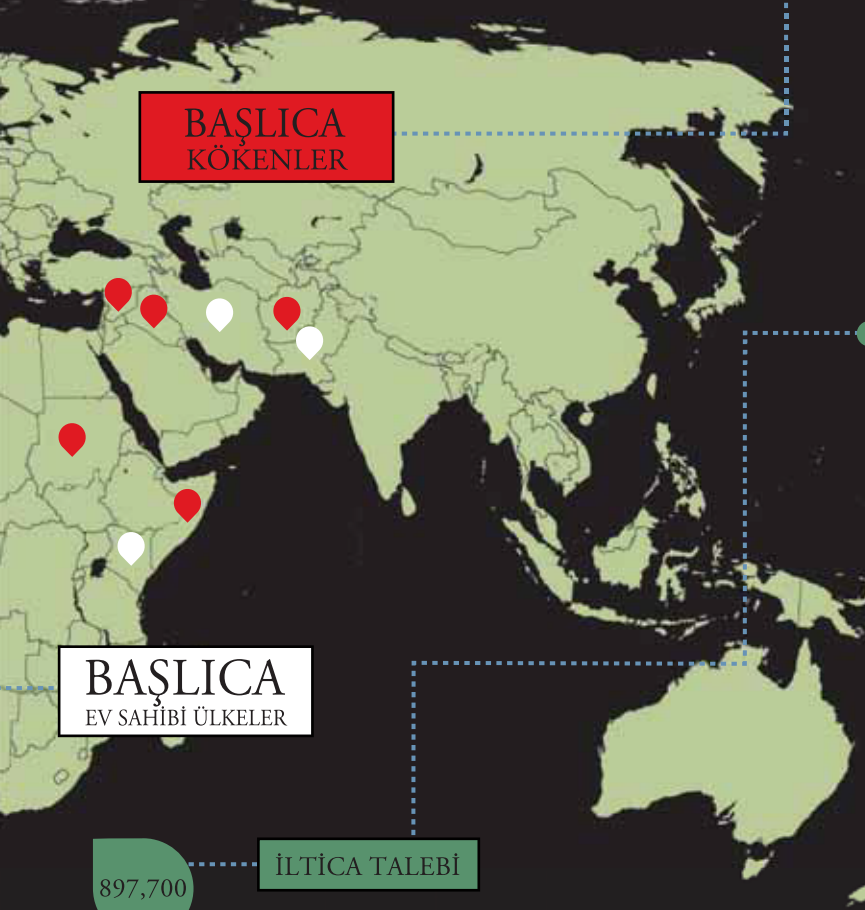 BAŞLICA
KÖKENLER
BAŞLICA
EV SAHİBİ ÜLKELER
İLTİCA TALEBİ
897,700